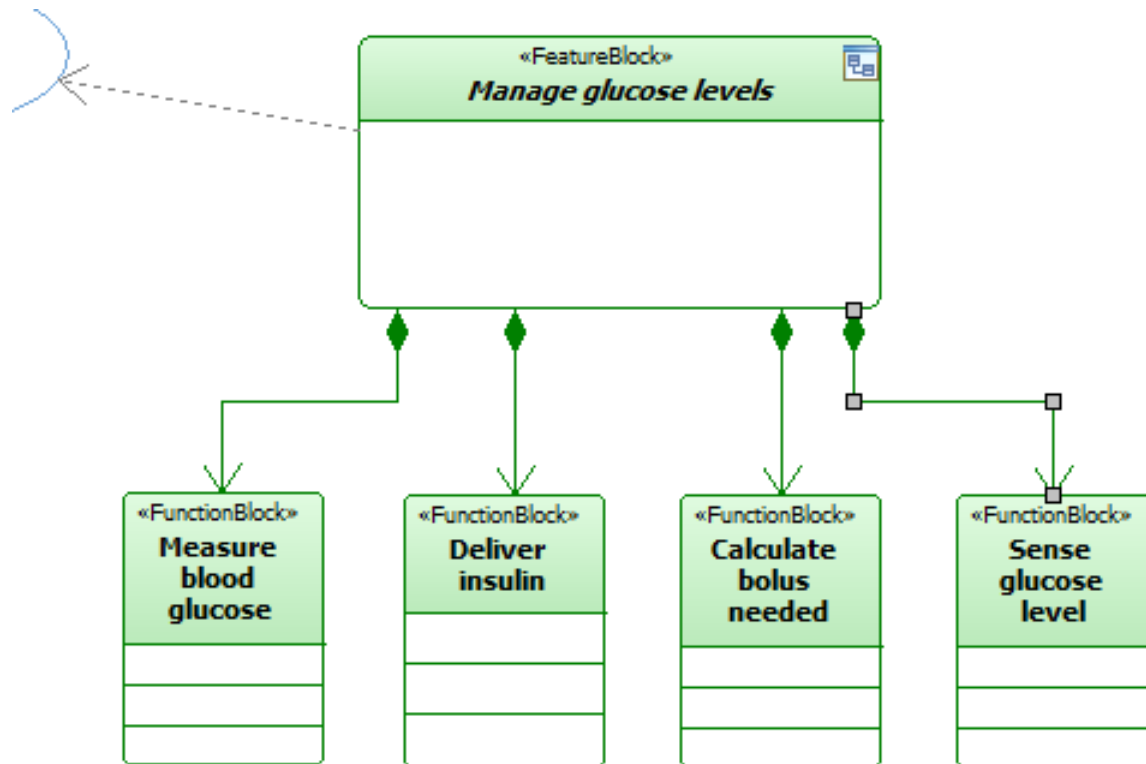 «FeatureBlock»
Manage glucose levels
«FunctionBlock»
Measure
blood
glucose
«FunctionBlock»
Deliver
insulin
«FunctionBlock»
Calculate
bolus
needed
«FunctionBlock»
Sense
glucose
level